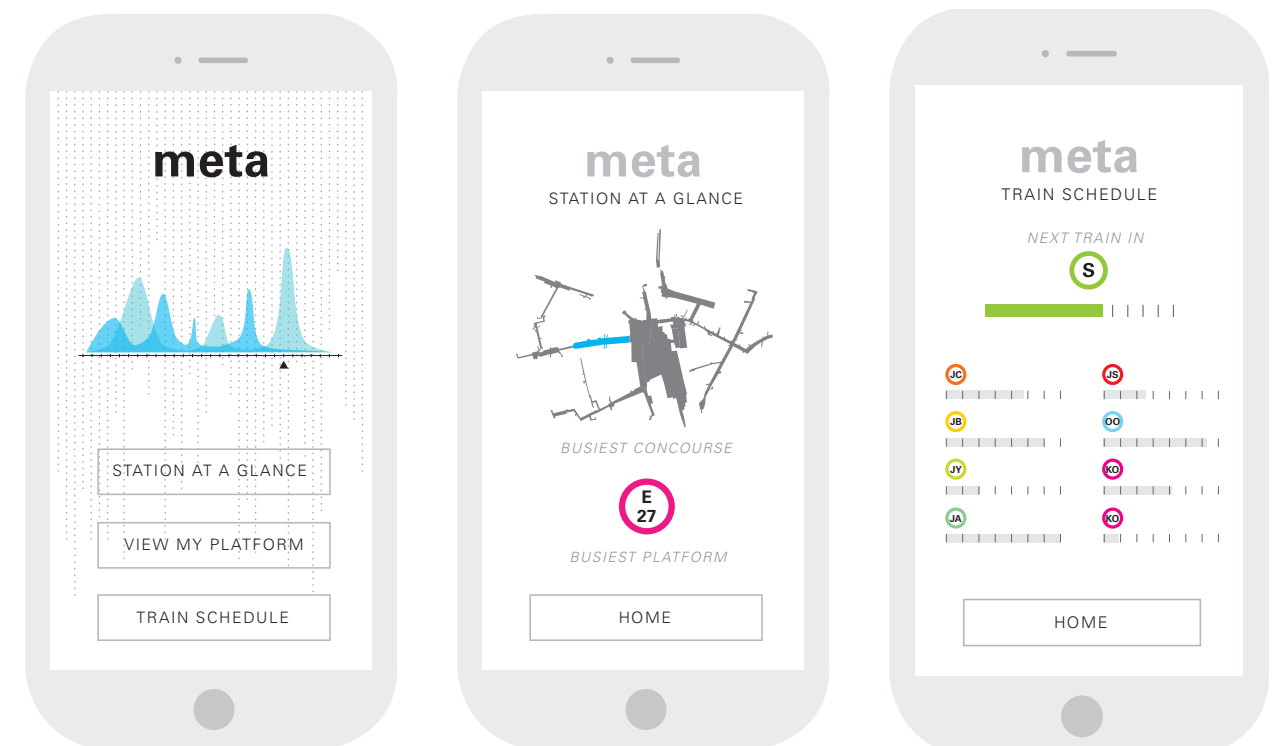 meta
STATION AT A GLANCE
VIEW MY PLATFORM
TRAIN SCHEDULE
meta
STATION AT A GLANCE
BUSIEST CONCOURSE
E
27
BUSIEST PLATFORM
HOME
meta
TRAIN SCHEDULE
NEXT TRAIN IN
S
JC
JS
JB
OO
JY
KO
JA
KO
HOME